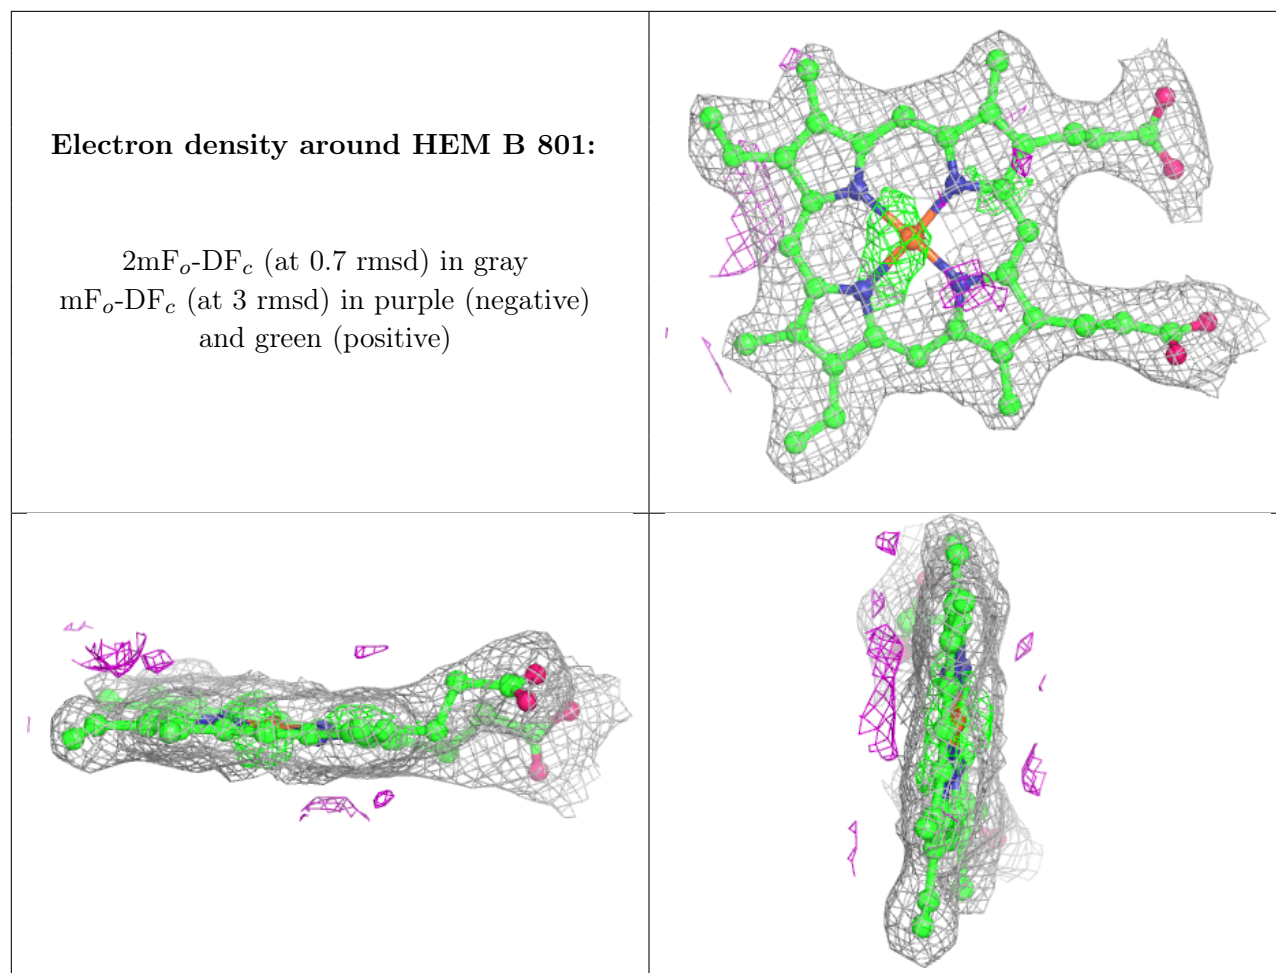 Electron density around HEM B 801:
2mFo-DFc (at 0.7 rmsd) in gray
mFo-DFc (at 3 rmsd) in purple (negative)
and green (positive)